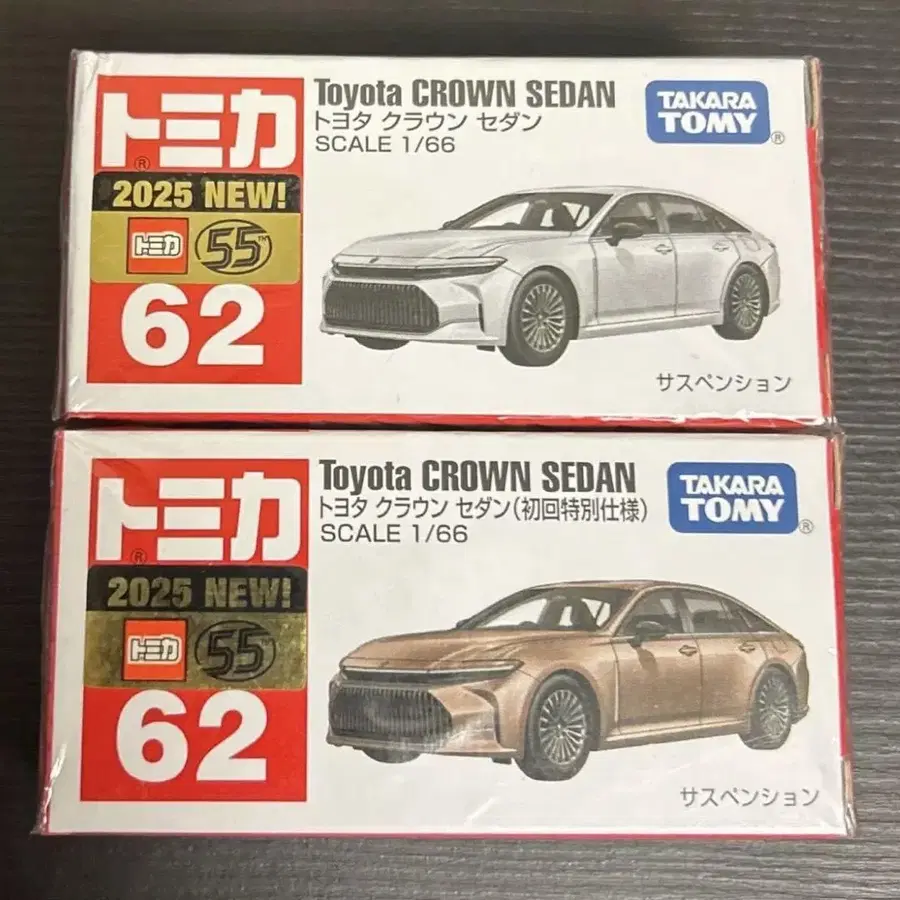 トミカ®
2025 NEW!
トミカ 55™
62
Toyota CROWN SEDAN
トヨタ クラウン セダン
SCALE 1/66
TAKARA
TOMY®
サスペンション
トミカ®
2025 NEW!
トミカ 55
62
Toyota CROWN SEDAN
トヨタ クラウン セダン(初回特別仕様)
SCALE 1/66
TAKARA
TOMY®
サスペンション